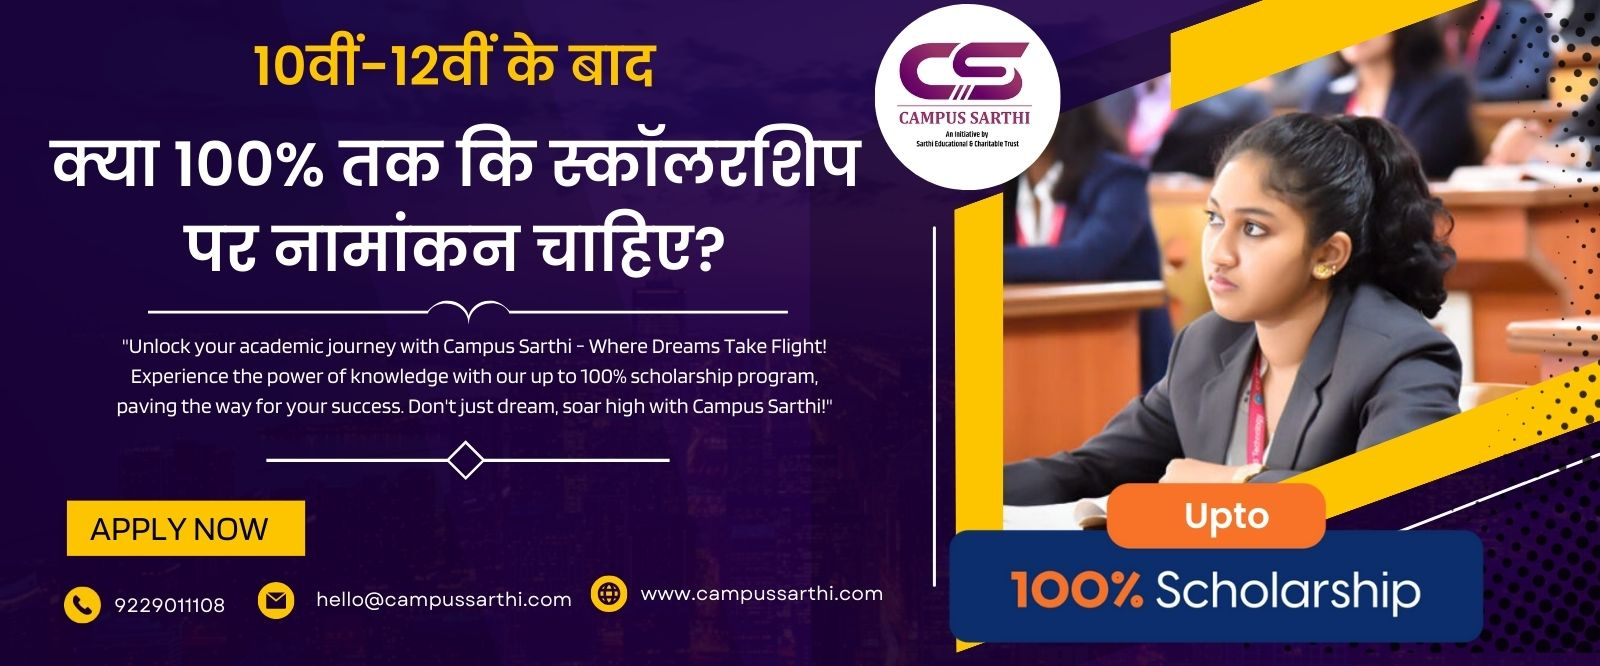 10वीं-12वीं के बाद
क्या 100% तक कि स्कॉलरशिप
पर नामांकन चाहिए?
"Unlock your academic journey with Campus Sarthi - Where Dreams Take Flight!
Experience the power of knowledge with our up to 100% scholarship program,
paving the way for your success. Don't just dream, soar high with Campus Sarthi!"
APPLY NOW
9229011108
hello@campussarthi.com
www.campussarthi.com
CS
CAMPUS SARTHI
An Initiative by
Sarthi Educational & Charitable Trust
Technology
Upto
100% Scholarship